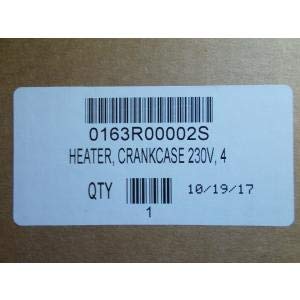 0163R00002S
HEATER, CRANKCASE 230V, 4
QTY 10/19/17
1